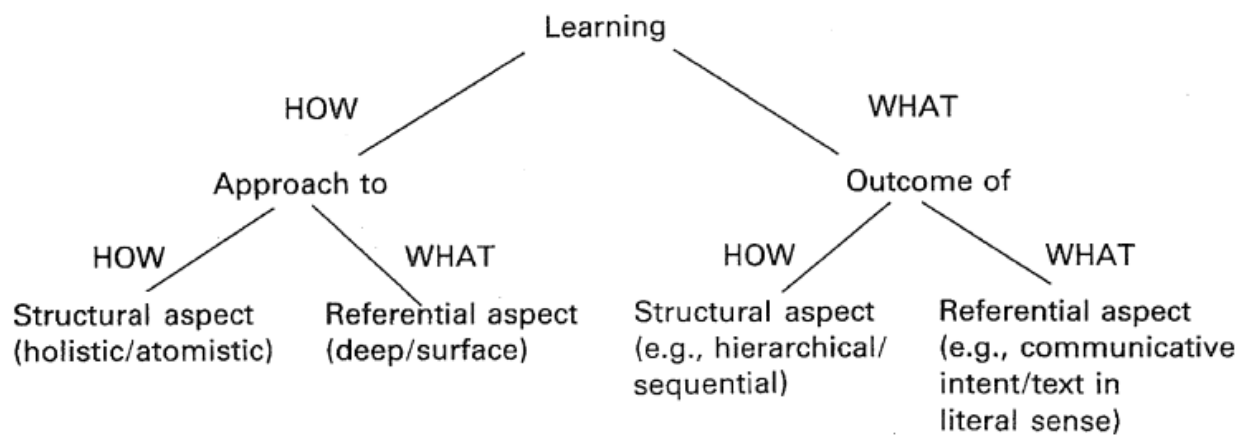 Learning
HOW
WHAT
Approach to
Outcome of
HOW
WHAT
HOW
WHAT
Structural aspect
(holistic/atomistic)
Referential aspect
(deep/surface)
Structural aspect
(e.g., hierarchical/
sequential)
Referential aspect
(e.g., communicative
intent/text in
literal sense)